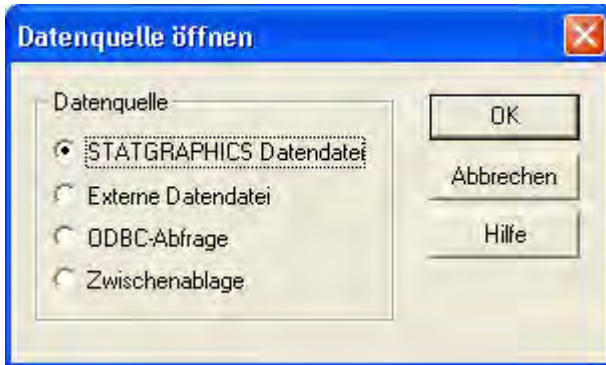 Datenquelle öffnen
Datenquelle
STATGRAPHICS Datendatei
Externe Datendatei
ODBC-Abfrage
Zwischenablage
OK
Abbrechen
Hilfe